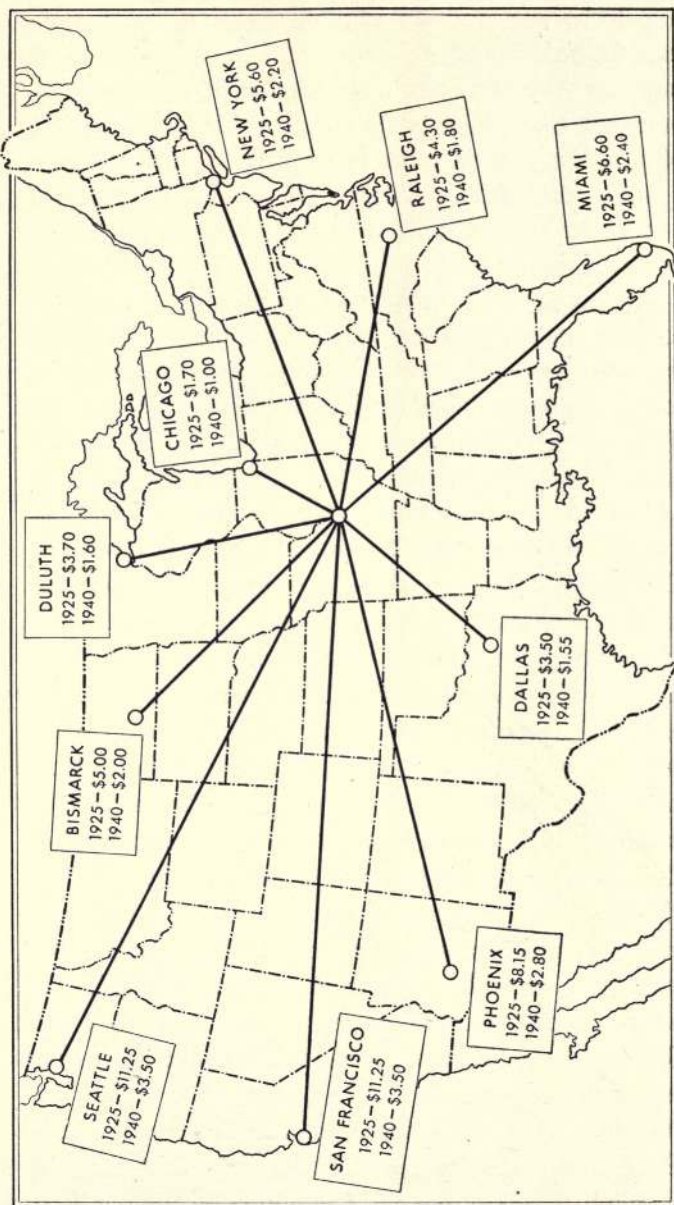 SEATTLE
1925–$11.25
1940–$3.50
BISMARCK
1925–$5.00
1940–$2.00
DULUTH
1925–$3.70
1940–$1.60
CHICAGO
1925–$1.70
1940–$1.00
NEW YORK
1925–$5.60
1940–$2.20
SAN FRANCISCO
1925–$11.25
1940–$3.50
PHOENIX
1925–$8.15
1940–$2.80
DALLAS
1925–$3.50
1940–$1.55
RALEIGH
1925–$4.30
1940–$1.80
MIAMI
1925–$6.60
1940–$2.40